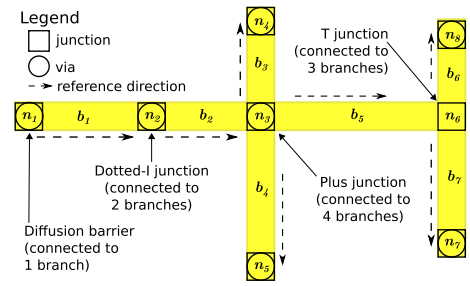 Legend
junction
via
reference direction
n4
b3
T junction
(connected to
3 branches)
n8
b6
n1
b1
n2
b2
n3
b5
n6
Dotted-I junction
(connected to
2 branches)
b4
Plus junction
(connected to
4 branches)
b7
Diffusion barrier
(connected to
1 branch)
n5
n7